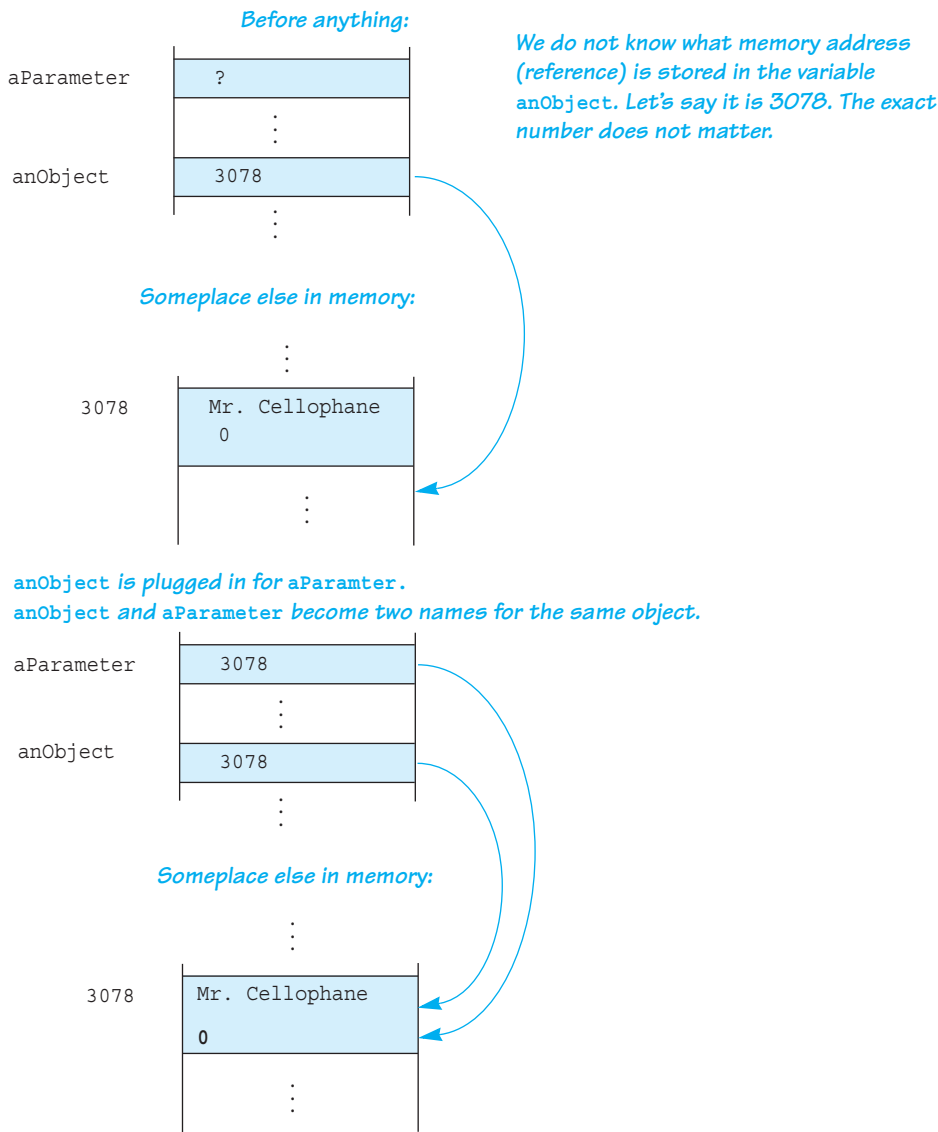 Before anything:
We do not know what memory address
(reference) is stored in the variable
anObject. Let's say it is 3078. The exact
number does not matter.
aParameter
?
anObject
3078
Someplace else in memory:
3078
Mr. Cellophane
0
anObject is plugged in for aParamter.
anObject and aParameter become two names for the same object.
aParameter
3078
anObject
3078
Someplace else in memory:
3078
Mr. Cellophane
0